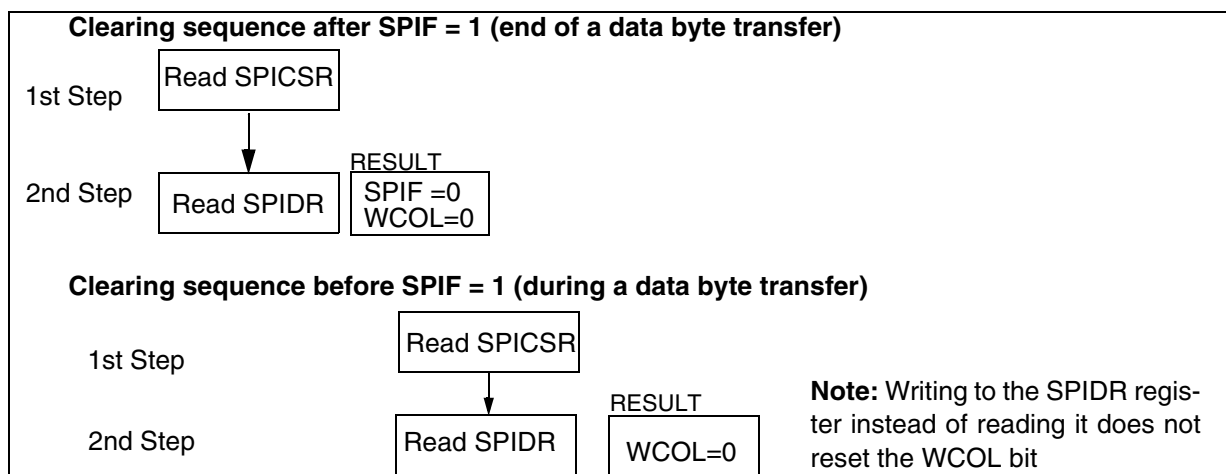 Clearing sequence after SPIF = 1 (end of a data byte transfer)
1st Step
Read SPICSR
2nd Step
Read SPIDR
RESULT
SPIF =0
WCOL=0
Clearing sequence before SPIF = 1 (during a data byte transfer)
1st Step
Read SPICSR
2nd Step
Read SPIDR
RESULT
WCOL=0
Note: Writing to the SPIDR regis-
ter instead of reading it does not
reset the WCOL bit